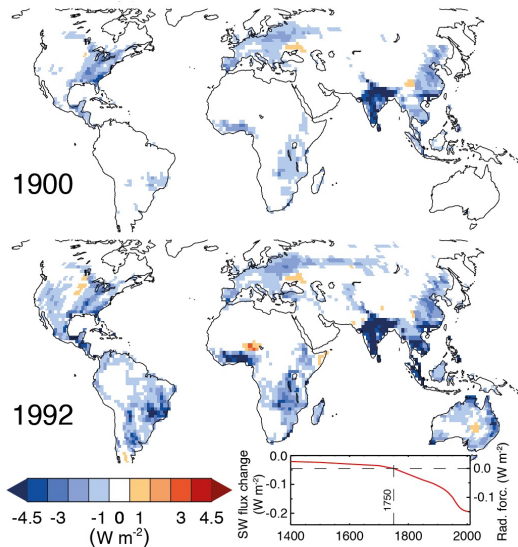 1900
1992
-4.5 -3 -1 0 1 3 4.5
(W m-2)
SW flux change
(W m-2)
0.0
-0.1
-0.2
1750
0.0
-0.1
Rad. forc. (W m-2)
1400 1600 1800 2000